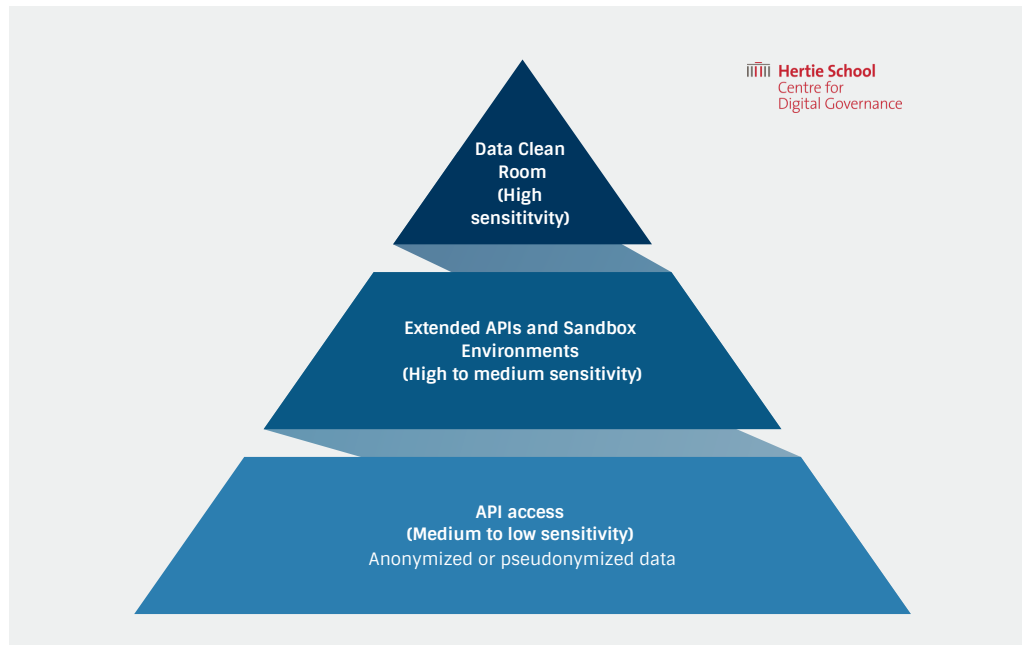 Hertie School
Centre for
Digital Governance
Data Clean
Room
(High
sensititvity)
Extended APIs and Sandbox
Environments
(High to medium sensitivity)
API access
(Medium to low sensitivity)
Anonymized or pseudonymized data